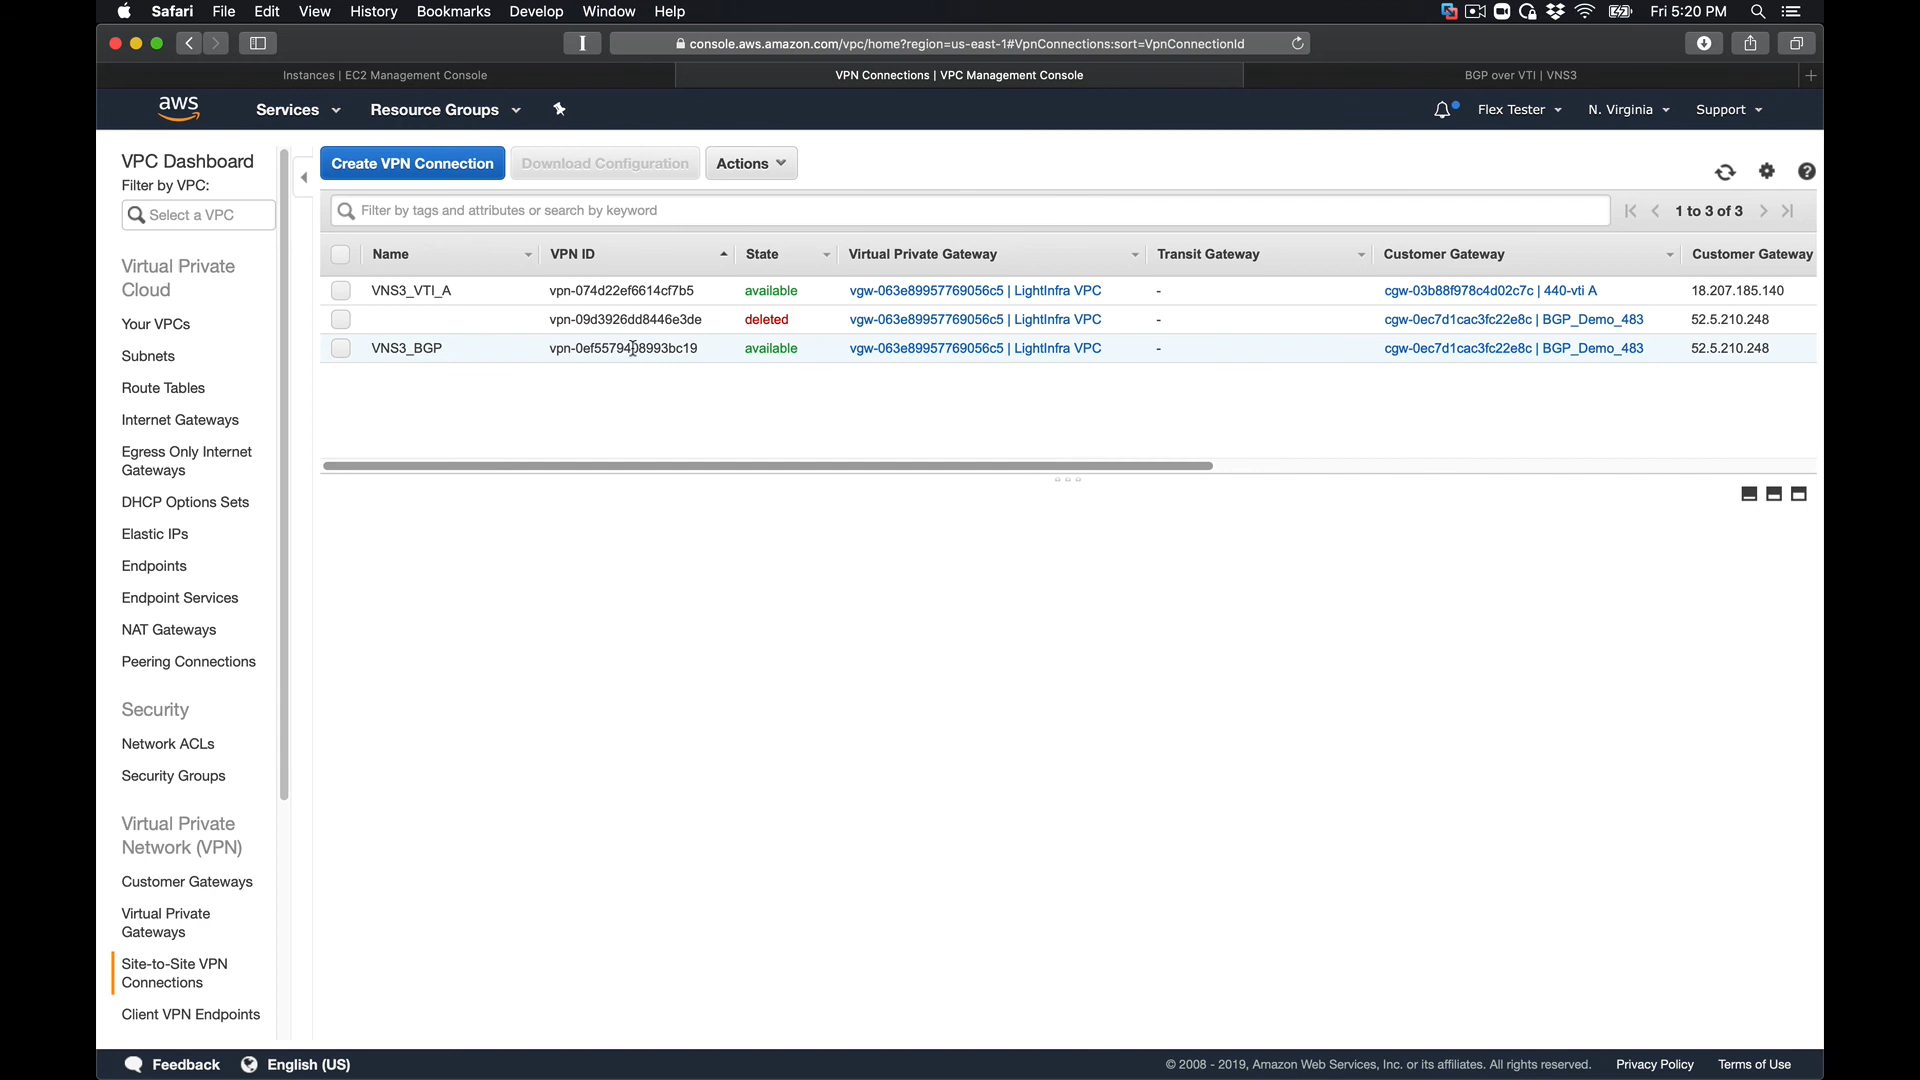 Safari File Edit View History Bookmarks Develop Window Help Fri 5:20 PM
console.aws.amazon.com/vpc/home?region=us-east-1#VpnConnections:sort=VpnConnectionId
Instances | EC2 Management Console VPN Connections | VPC Management Console BGP over VTI | VNS3
aws Services Resource Groups Flex Tester N. Virginia Support
VPC Dashboard
Filter by VPC:
Select a VPC
Virtual Private
Cloud
Your VPCs
Subnets
Route Tables
Internet Gateways
Egress Only Internet
Gateways
DHCP Options Sets
Elastic IPs
Endpoints
Endpoint Services
NAT Gateways
Peering Connections
Security
Network ACLs
Security Groups
Virtual Private
Network (VPN)
Customer Gateways
Virtual Private
Gateways
Site-to-Site VPN
Connections
Client VPN Endpoints
Create VPN Connection Download Configuration Actions
Filter by tags and attributes or search by keyword 1 to 3 of 3
Name VPN ID State Virtual Private Gateway Transit Gateway Customer Gateway Customer Gateway
VNS3_VTI_A vpn-074d22ef6614cf7b5 available vgw-063e89957769056c5 | LightInfra VPC - cgw-03b88f978c4d02c7c | 440-vti A 18.207.185.140
vpn-09d3926dd8446e3de deleted vgw-063e89957769056c5 | LightInfra VPC - cgw-0ec7d1cac3fc22e8c | BGP_Demo_483 52.5.210.248
VNS3_BGP vpn-0ef5579408993bc19 available vgw-063e89957769056c5 | LightInfra VPC - cgw-0ec7d1cac3fc22e8c | BGP_Demo_483 52.5.210.248
Feedback English (US) © 2008 - 2019, Amazon Web Services, Inc. or its affiliates. All rights reserved. Privacy Policy Terms of Use